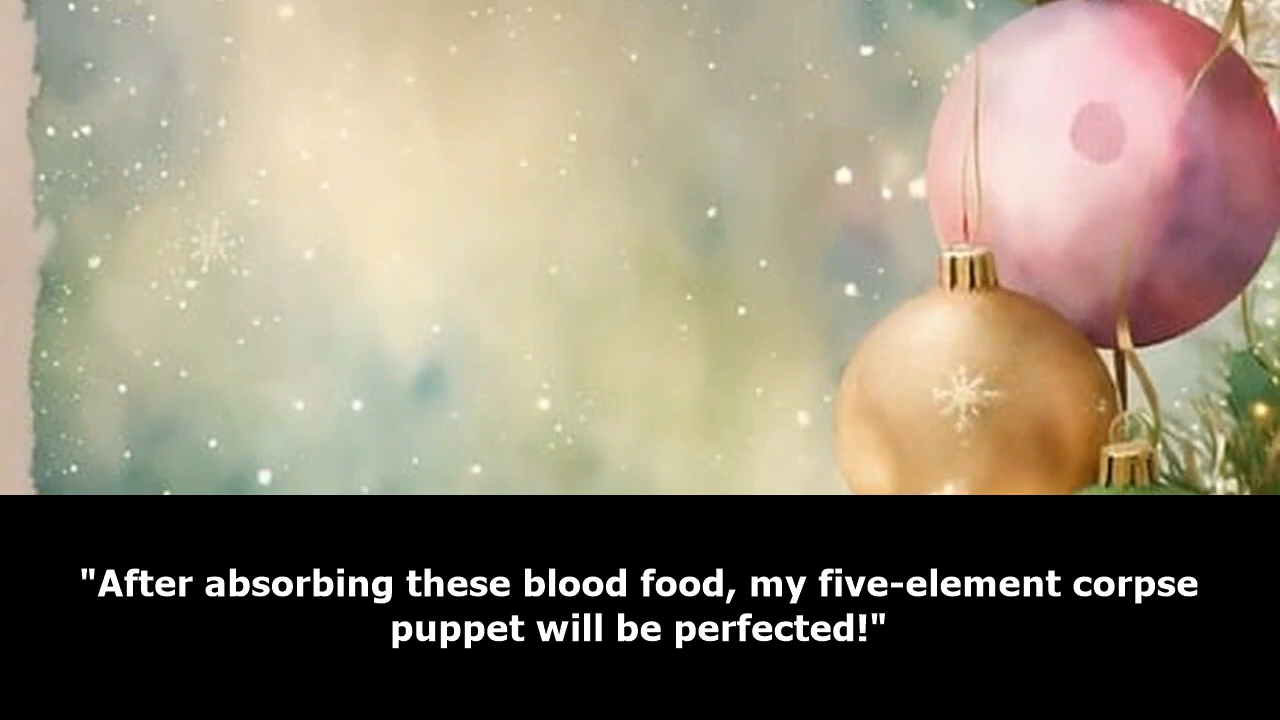 "After absorbing these blood food, my five-element corpse
puppet will be perfected!"